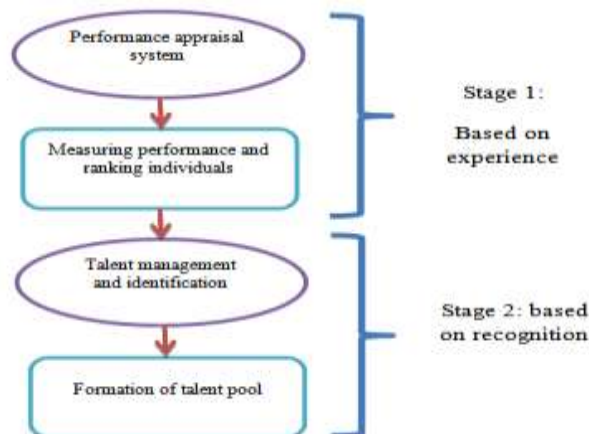 Performance appraisal
system
Stage 1:
Based on
experience
Measuring performance and
ranking individuals
Talent management
and identification
Stage 2: based
on recognition
Formation of talent pool